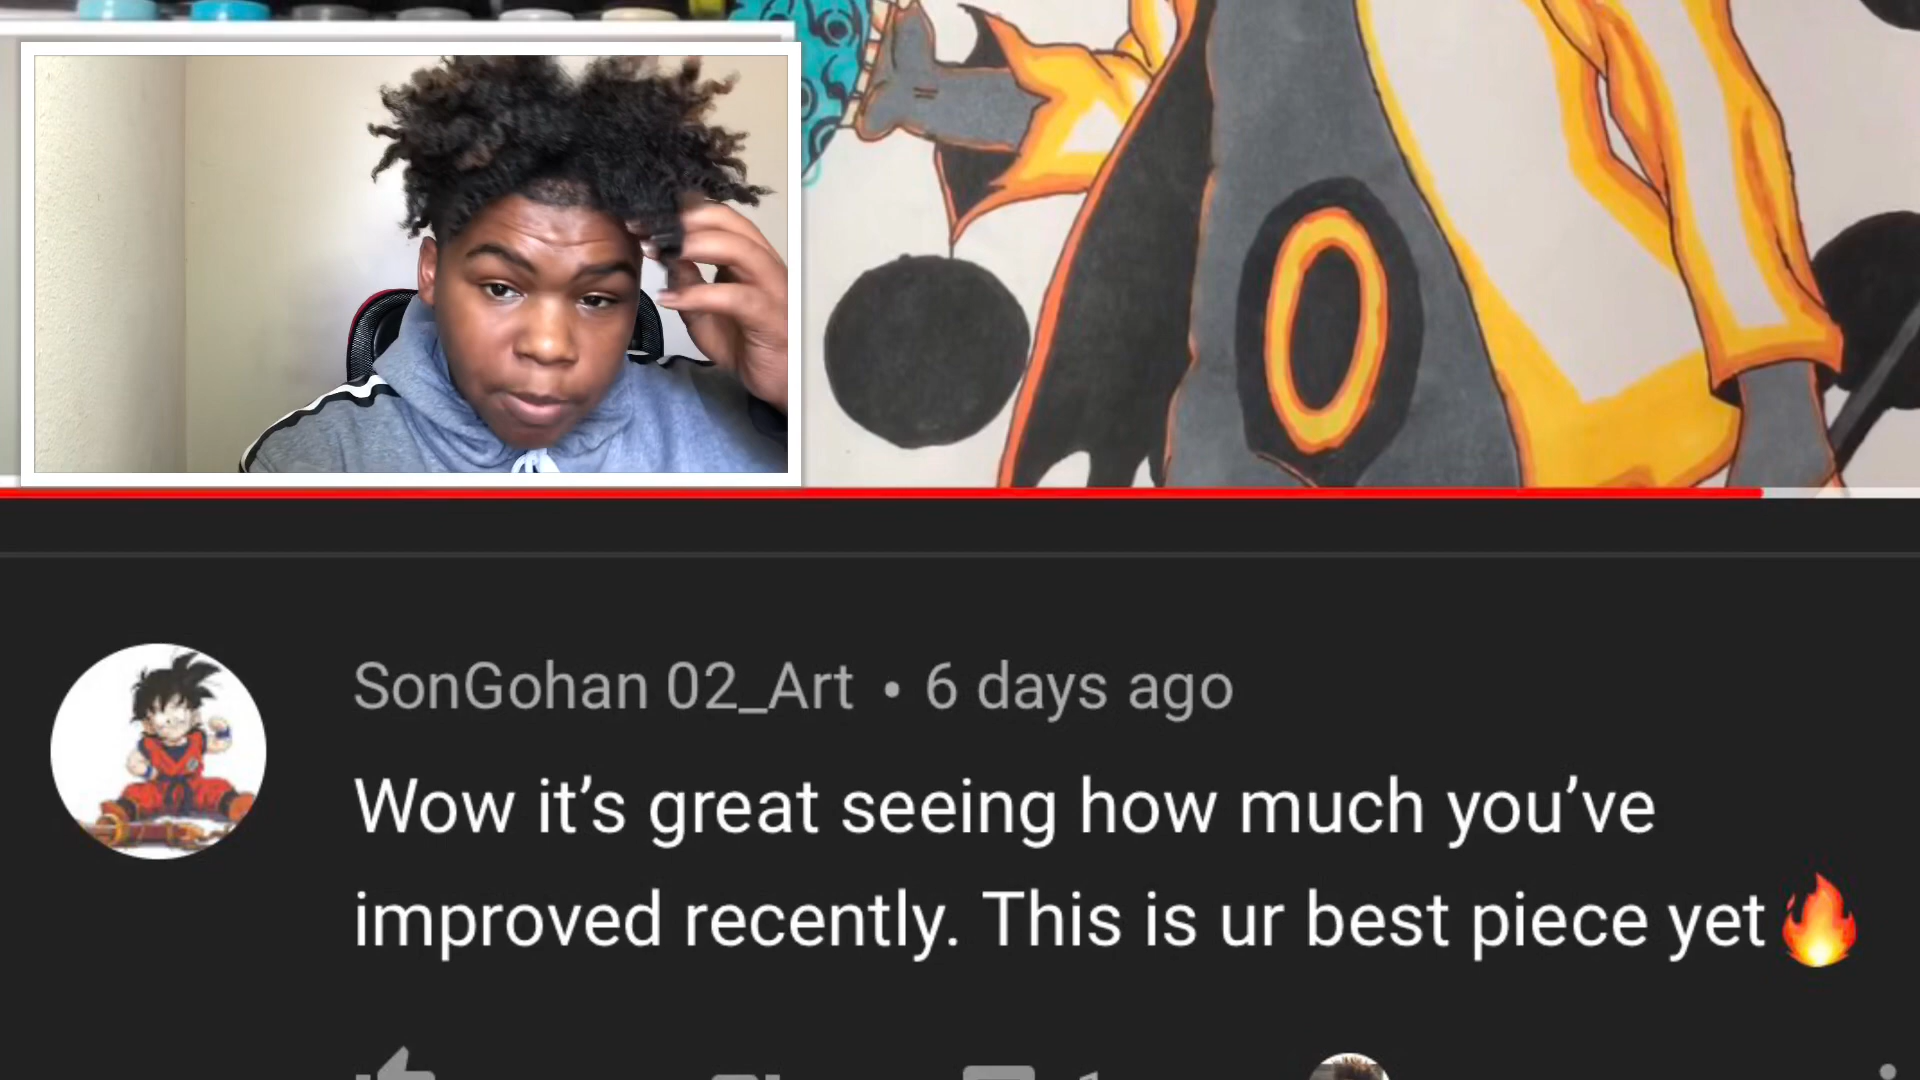 SonGohan 02_Art • 6 days ago
Wow it’s great seeing how much you’ve
improved recently. This is ur best piece yet🔥